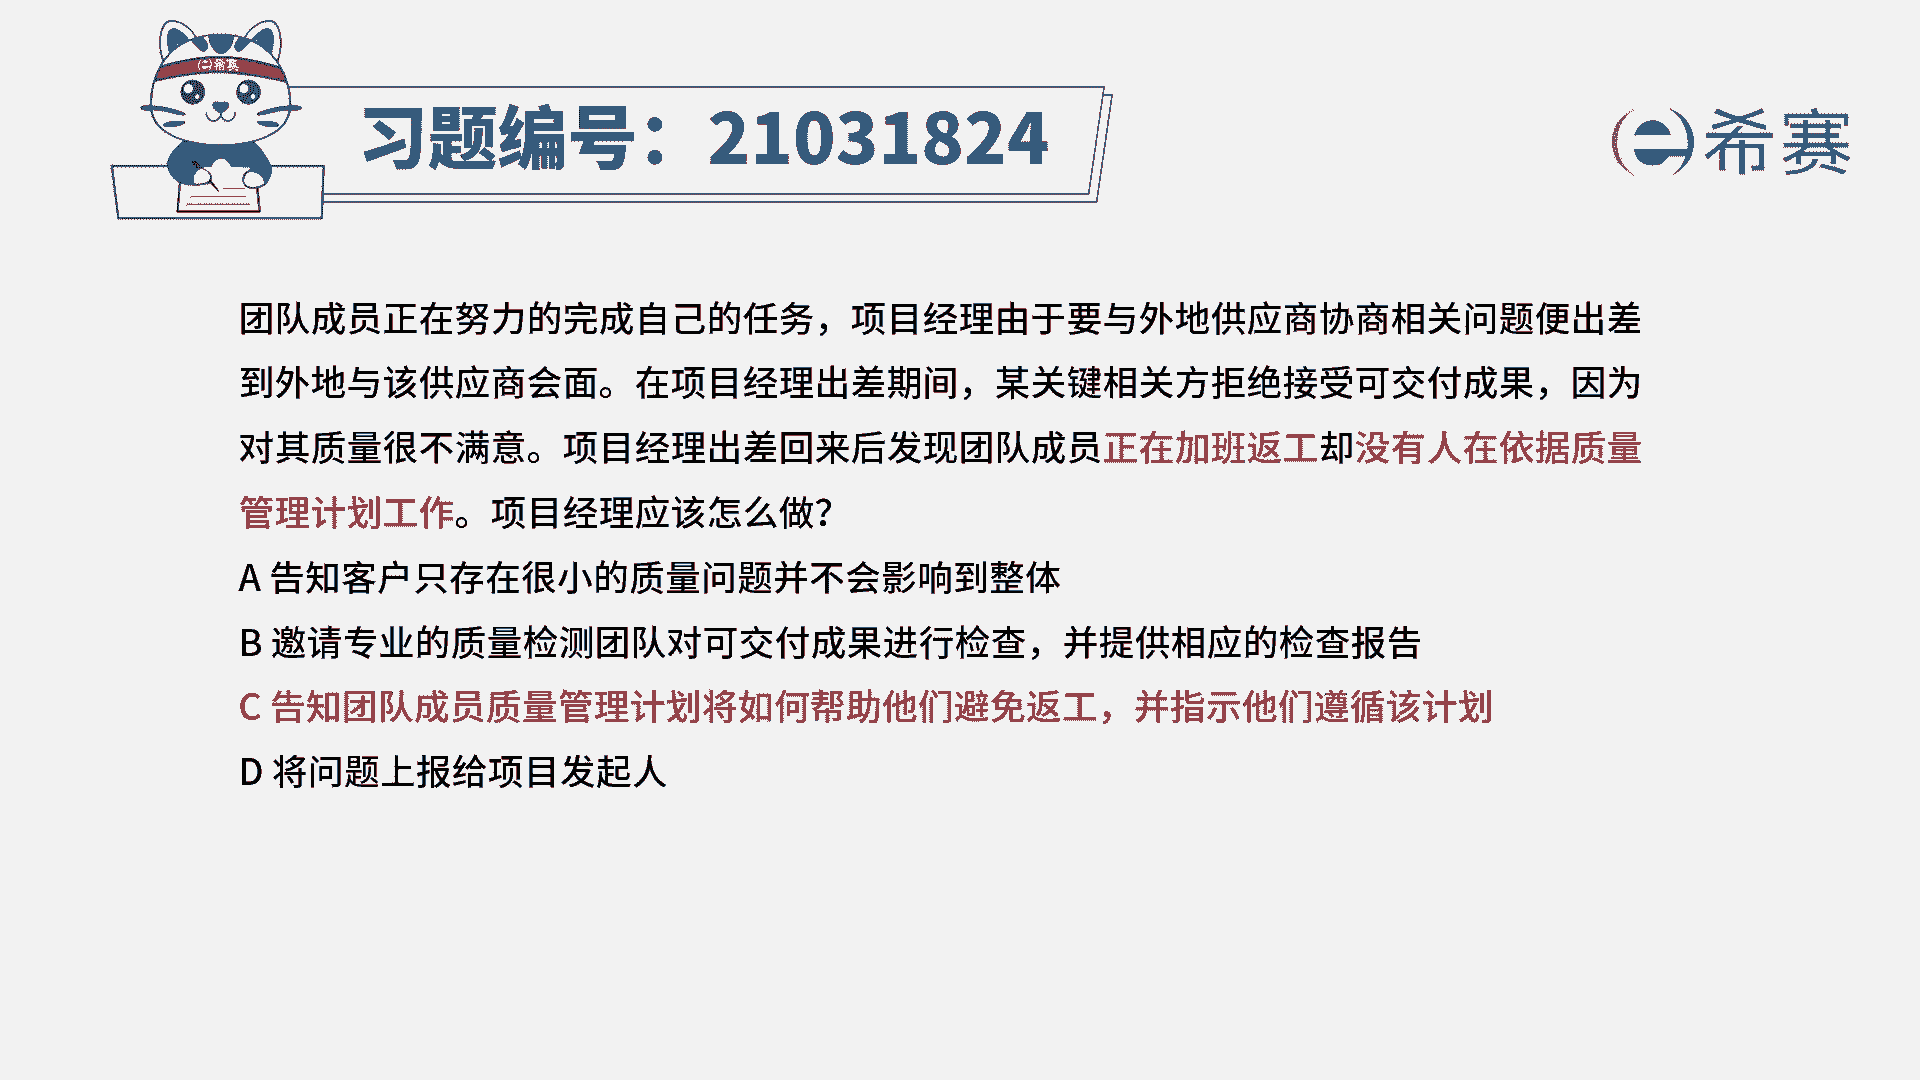 希赛
习题编号：21031824
希赛
团队成员正在努力的完成自己的任务，项目经理由于要与外地供应商协商相关问题便出差
到外地与该供应商会面。在项目经理出差期间，某关键相关方拒绝接受可交付成果，因为
对其质量很不满意。项目经理出差回来后发现团队成员正在加班返工却没有人在依据质量
管理计划工作。项目经理应该怎么做？
A 告知客户只存在很小的质量问题并不会影响到整体
B 邀请专业的质量检测团队对可交付成果进行检查，并提供相应的检查报告
C 告知团队成员质量管理计划将如何帮助他们避免返工，并指示他们遵循该计划
D 将问题上报给项目发起人